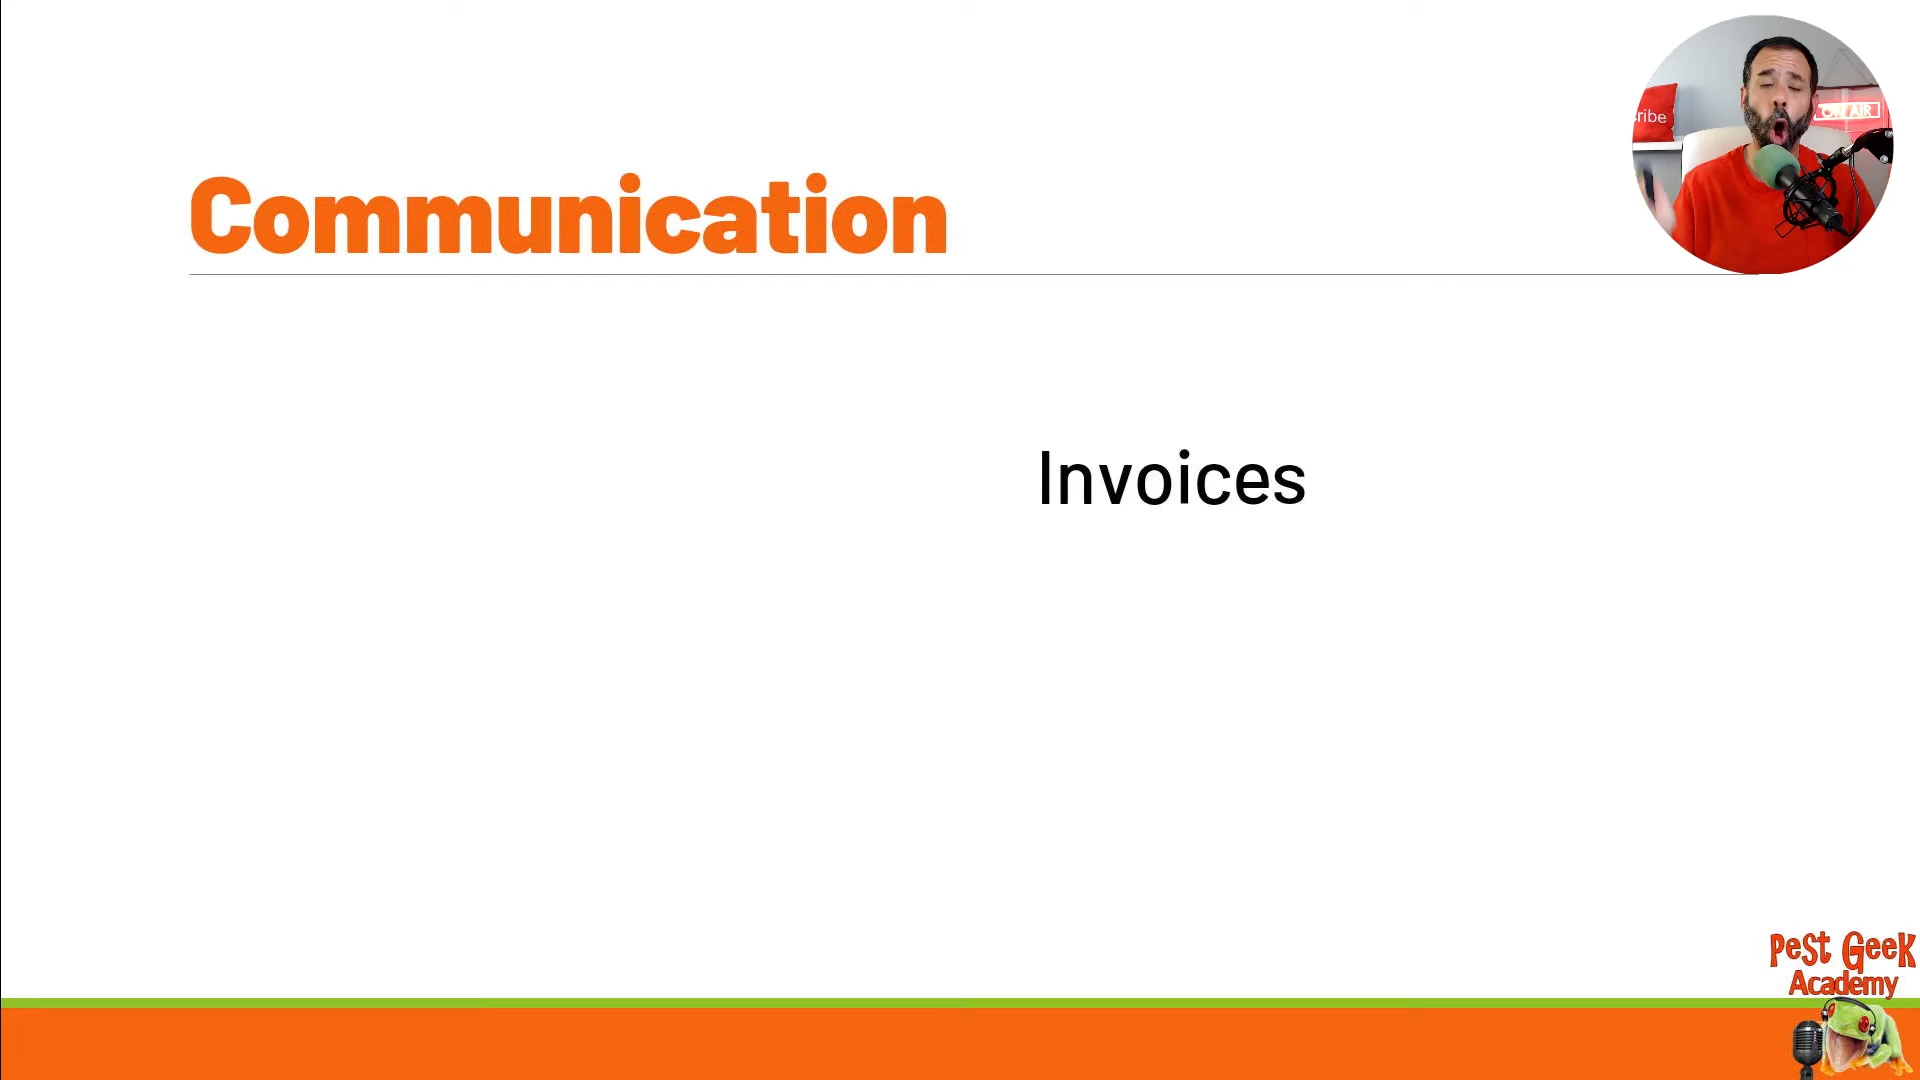 Communication
ribe
ON AIR
Invoices
Pest Geek
Academy